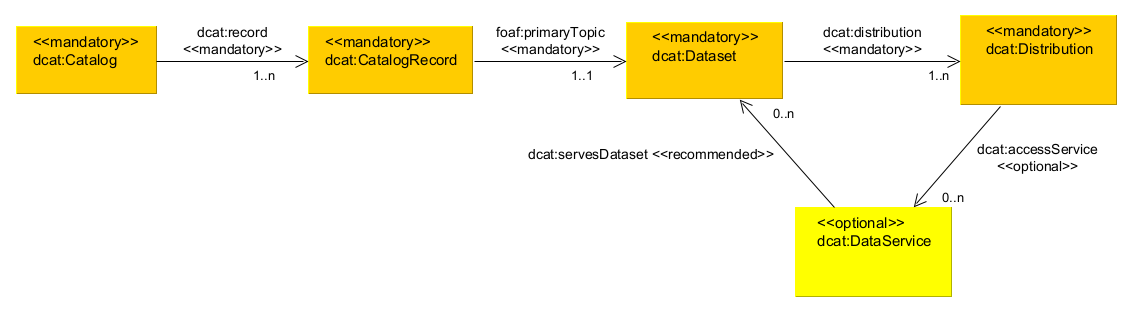 <<mandatory>>
dcat:Catalog
dcat:record
<<mandatory>>
1..n
<<mandatory>>
dcat:CatalogRecord
foaf:primaryTopic
<<mandatory>>
1..1
<<mandatory>>
dcat:Dataset
dcat:distribution
<<mandatory>>
1..n
<<mandatory>>
dcat:Distribution
0..n
dcat:servesDataset <<recommended>>
dcat:accessService
<<optional>>
0..n
<<optional>>
dcat:DataService